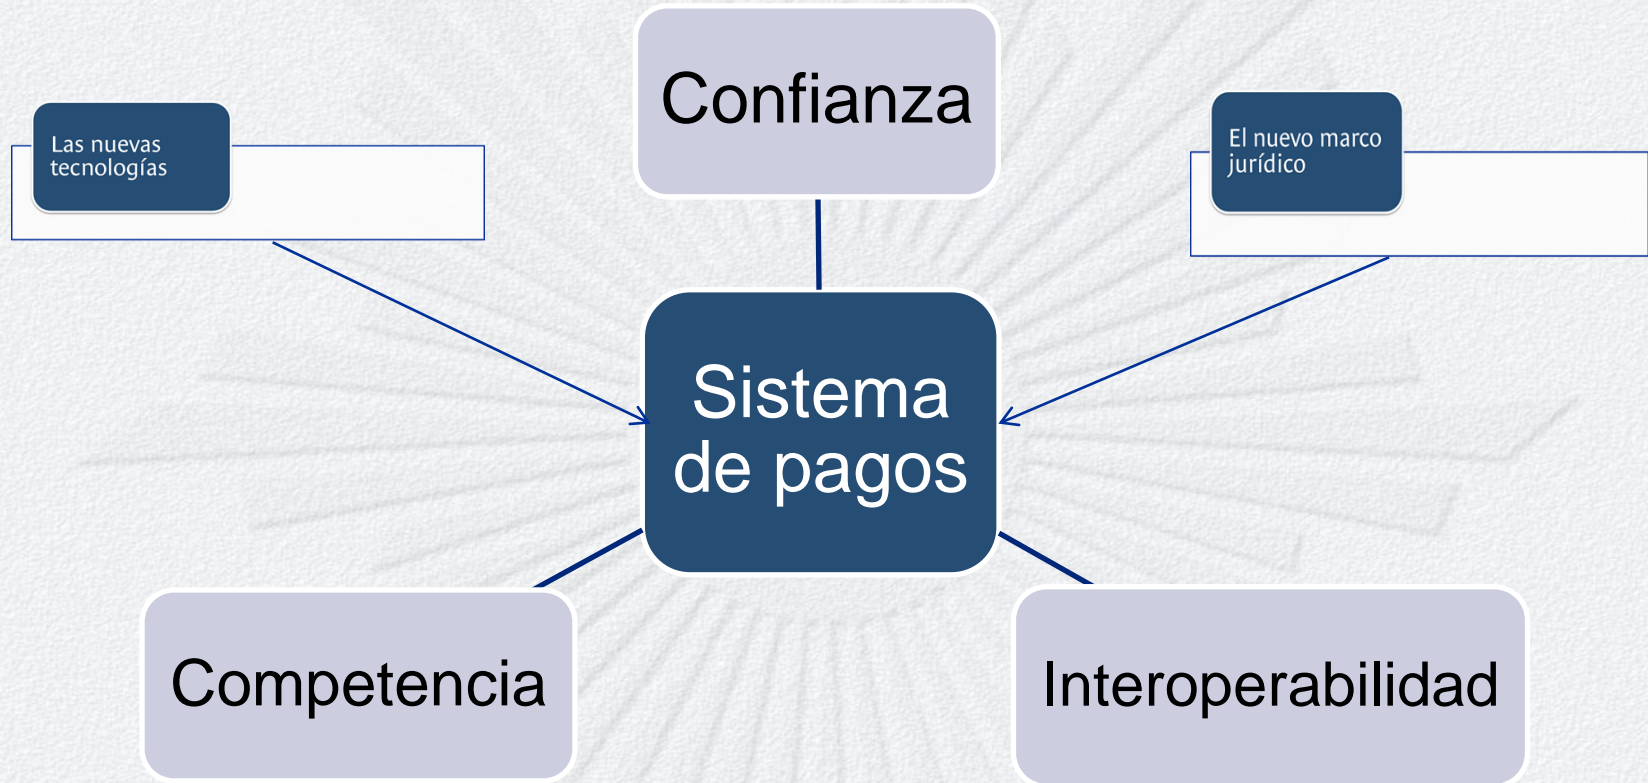 Confianza
Las nuevas
tecnologías
El nuevo marco
jurídico
Sistema
de pagos
Competencia
Interoperabilidad